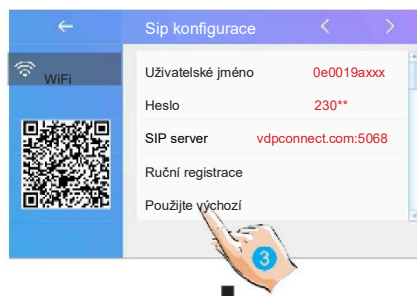 Sip konfigurace
WiFi
Uživatelské jméno 0e0019axxx
Heslo 230**
SIP server vdpconnect.com:5068
Ruční registrace
Použijte výchozí
3